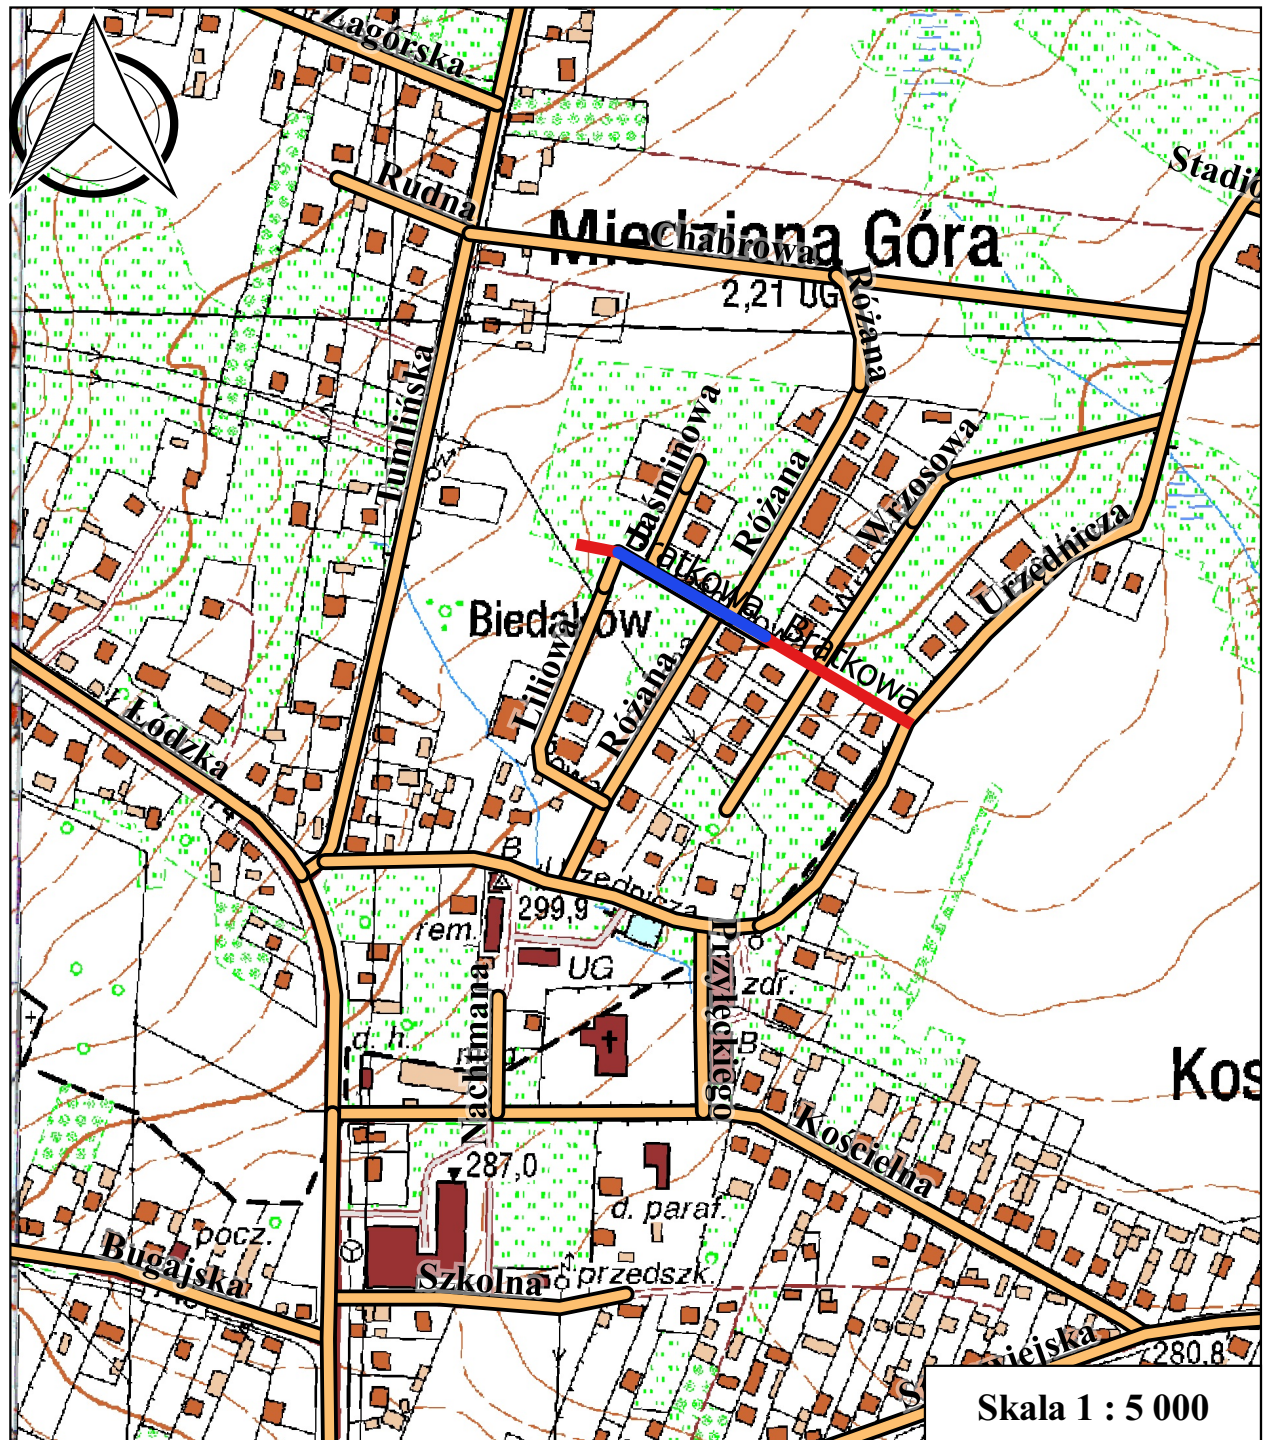 Zagórska
Stadio
Rudna
Miedziana Góra
Chabrowa
2,21 UG
Różana
Tumlińska
Jaśminowa
Różana
Wrzosowa
Urzędnicza
Bratkowa
Bratkowa
Biedaków
Liliowa
Różana
Łódzka
owa
B
Urzędnicza
299,9
rem.
UG
Nachtmana
Przyłęckiego
zdr.
d. h.
B
Kos
Kościelna
287,0
d. paraf.
pocz.
Bugajska
Szkolna
przedszk.
wiejska
280,8
S
Skala 1 : 5 000